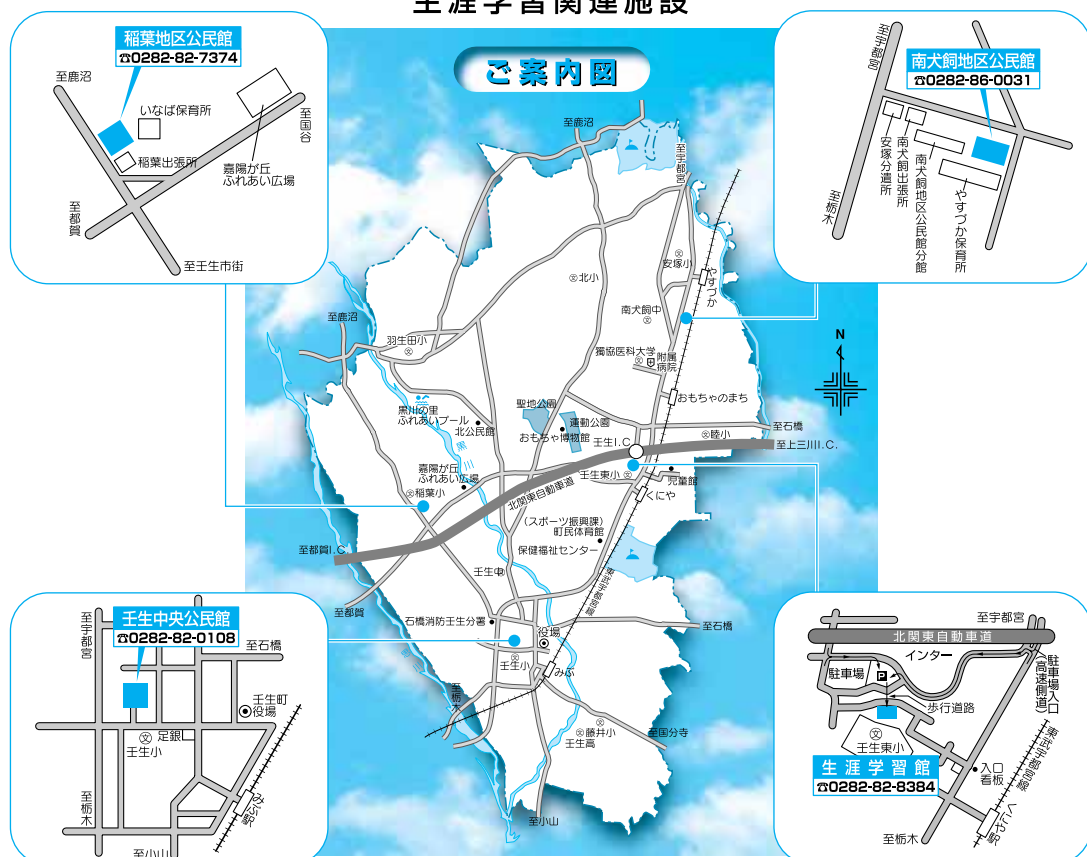 生涯学習関連施設
ご案内図
稲葉地区公民館
☎0282-82-7374
至鹿沼
いなば保育所
至国谷
稲葉出張所
嘉陽が丘
ふれあい広場
至都賀
至壬生市街
南犬飼地区公民館
☎0282-86-0031
至宇都宮
安塚分遣所
南犬飼出張所
南犬飼地区公民館分館
やすづか保育所
至栃木
至鹿沼
至宇都宮
安塚小
やすづか
北小
南犬飼中
至鹿沼
羽生田小
獨協医科大学
附属
病院
おもちゃのまち
黒川の里
ふれあいプール
北公民館
黒川
聖地公園
運動公園
おもちゃ博物館
壬生I.C
睦小
至石橋
至上三川I.C.
嘉陽が丘
ふれあい広場
稲葉小
北関東自動車道
壬生東小
児童館
くにや
(スポーツ振興課)
町民体育館
保健福祉センター
至都賀I.C
壬生中
東武宇都宮線
至都賀
石橋消防壬生分署
役場
至石橋
壬生小
みぶ
至栃木
藤井小
壬生高
至国分寺
至小山
N
壬生中央公民館
☎0282-82-0108
至宇都宮
至石橋
壬生町
役場
足銀
壬生小
みぶ駅
至栃木
至小山
至宇都宮
北関東自動車道
インター
駐車場
P
駐車場入口
(高速側道)
歩行道路
壬生東小
東武宇都宮線
生涯学習館
☎0282-82-8384
入口
看板
くにや駅
至栃木